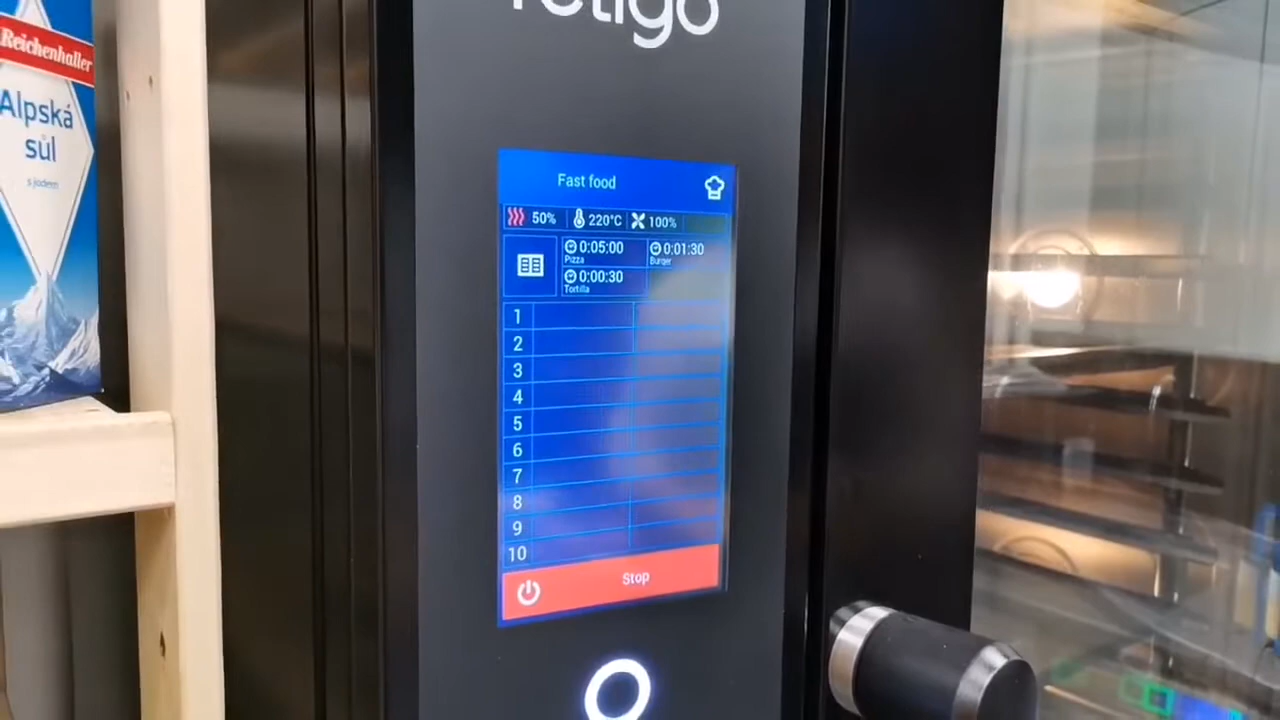 retigo
Reichenhaller
Alpská
sůl
s jodem
Fast food
50% 220°C 100%
0:05:00 0:01:30
Pizza Burger
0:00:30
Tortilla
1
2
3
4
5
6
7
8
9
10
Stop